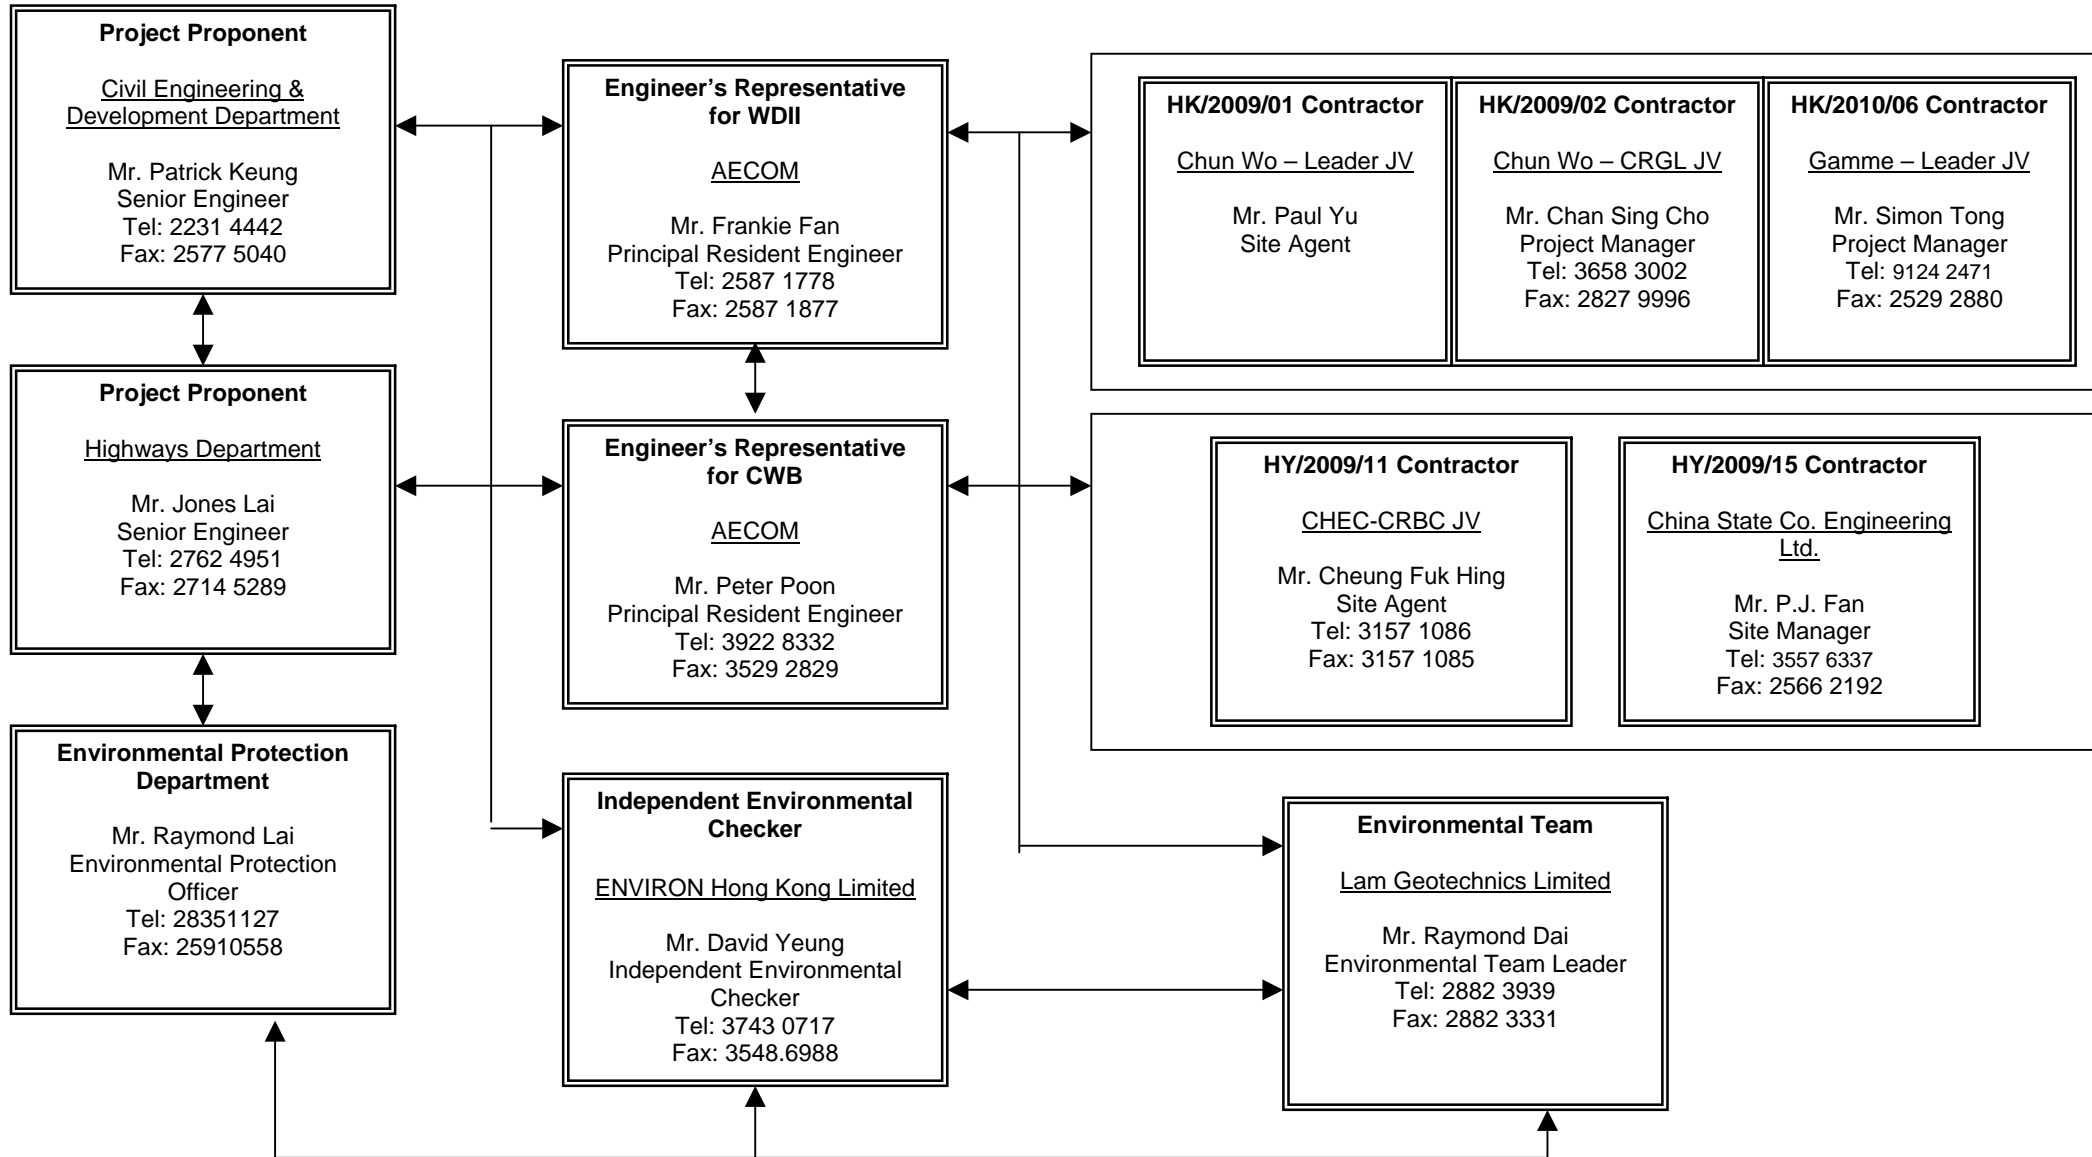 Project Proponent
Civil Engineering &
Development Department
Mr. Patrick Keung
Senior Engineer
Tel: 2231 4442
Fax: 2577 5040
Engineer’s Representative
for WDII
AECOM
Mr. Frankie Fan
Principal Resident Engineer
Tel: 2587 1778
Fax: 2587 1877
HK/2009/01 Contractor
Chun Wo – Leader JV
Mr. Paul Yu
Site Agent
HK/2009/02 Contractor
Chun Wo – CRGL JV
Mr. Chan Sing Cho
Project Manager
Tel: 3658 3002
Fax: 2827 9996
HK/2010/06 Contractor
Gamme – Leader JV
Mr. Simon Tong
Project Manager
Tel: 9124 2471
Fax: 2529 2880
Project Proponent
Highways Department
Mr. Jones Lai
Senior Engineer
Tel: 2762 4951
Fax: 2714 5289
Engineer’s Representative
for CWB
AECOM
Mr. Peter Poon
Principal Resident Engineer
Tel: 3922 8332
Fax: 3529 2829
HY/2009/11 Contractor
CHEC-CRBC JV
Mr. Cheung Fuk Hing
Site Agent
Tel: 3157 1086
Fax: 3157 1085
HY/2009/15 Contractor
China State Co. Engineering
Ltd.
Mr. P.J. Fan
Site Manager
Tel: 3557 6337
Fax: 2566 2192
Environmental Protection
Department
Mr. Raymond Lai
Environmental Protection
Officer
Tel: 28351127
Fax: 25910558
Independent Environmental
Checker
ENVIRON Hong Kong Limited
Mr. David Yeung
Independent Environmental
Checker
Tel: 3743 0717
Fax: 3548.6988
Environmental Team
Lam Geotechnics Limited
Mr. Raymond Dai
Environmental Team Leader
Tel: 2882 3939
Fax: 2882 3331